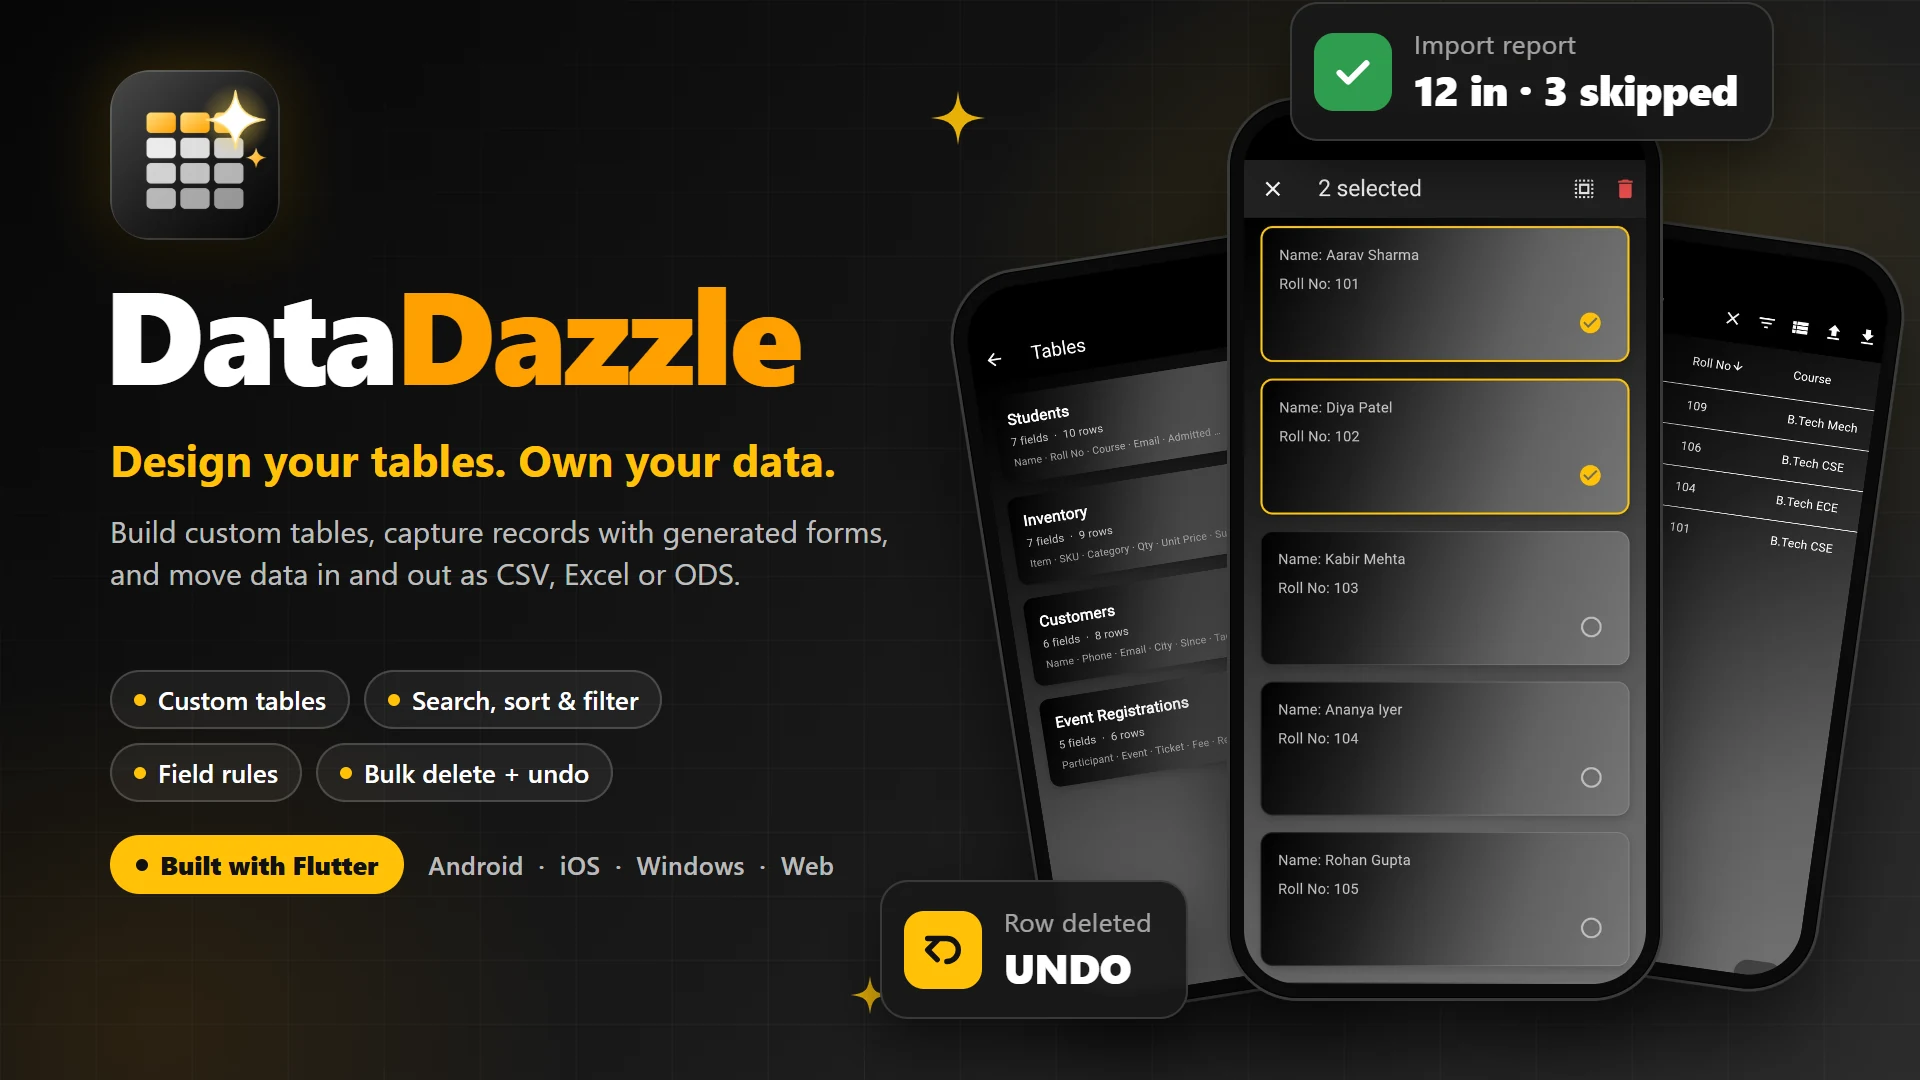 DataDazzle
Design your tables. Own your data.
Build custom tables, capture records with generated forms,
and move data in and out as CSV, Excel or ODS.
Custom tables
Search, sort & filter
Field rules
Bulk delete + undo
Built with Flutter
Android · iOS · Windows · Web
Import report
12 in · 3 skipped
Tables
Students
7 fields · 10 rows
Name · Roll No · Course · Email · Admitted ...
Inventory
7 fields · 9 rows
Item · SKU · Category · Qty · Unit Price · Su
Customers
6 fields · 8 rows
Name · Phone · Email · City · Since · Ta
Event Registrations
5 fields · 6 rows
Participant · Event · Ticket · Fee · Re
2 selected
Name: Aarav Sharma
Roll No: 101
Name: Diya Patel
Roll No: 102
Name: Kabir Mehta
Roll No: 103
Name: Ananya Iyer
Roll No: 104
Name: Rohan Gupta
Roll No: 105
Roll No Course
109 B.Tech Mech
106 B.Tech CSE
104 B.Tech ECE
101 B.Tech CSE
Row deleted
UNDO